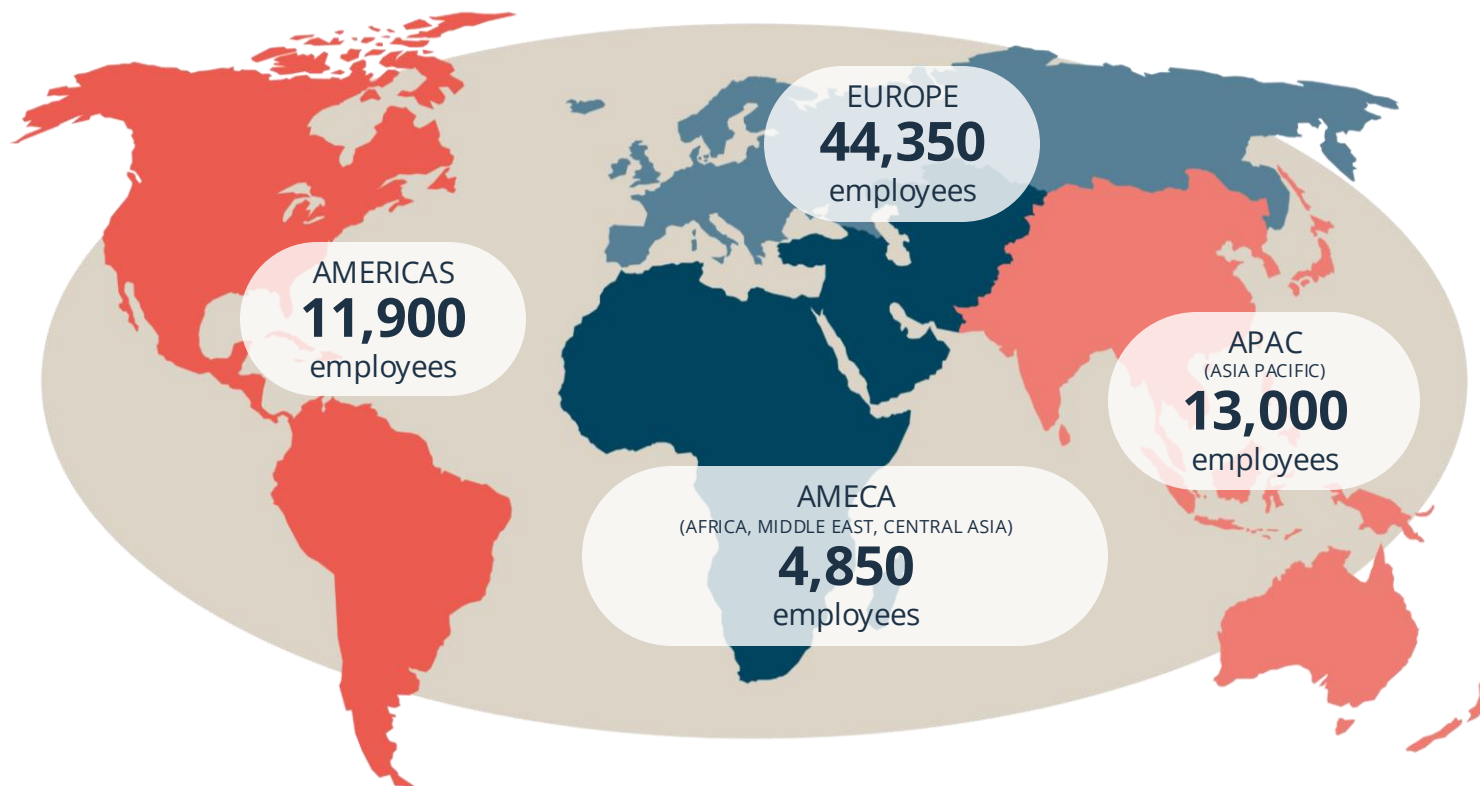 EUROPE
44,350
employees
AMERICAS
11,900
employees
APAC
(ASIA PACIFIC)
13,000
employees
AMECA
(AFRICA, MIDDLE EAST, CENTRAL ASIA)
4,850
employees